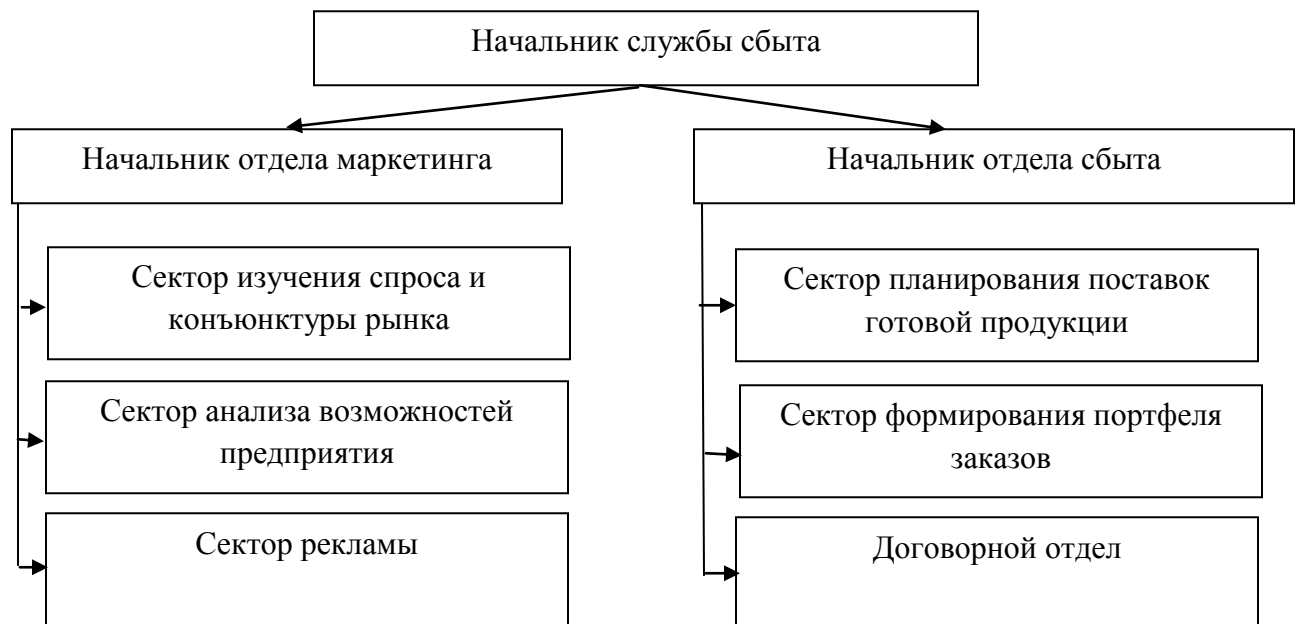 Начальник службы сбыта
Начальник отдела маркетинга
Начальник отдела сбыта
Сектор изучения спроса и
конъюнктуры рынка
Сектор планирования поставок
готовой продукции
Сектор анализа возможностей
предприятия
Сектор формирования портфеля
заказов
Сектор рекламы
Договорной отдел